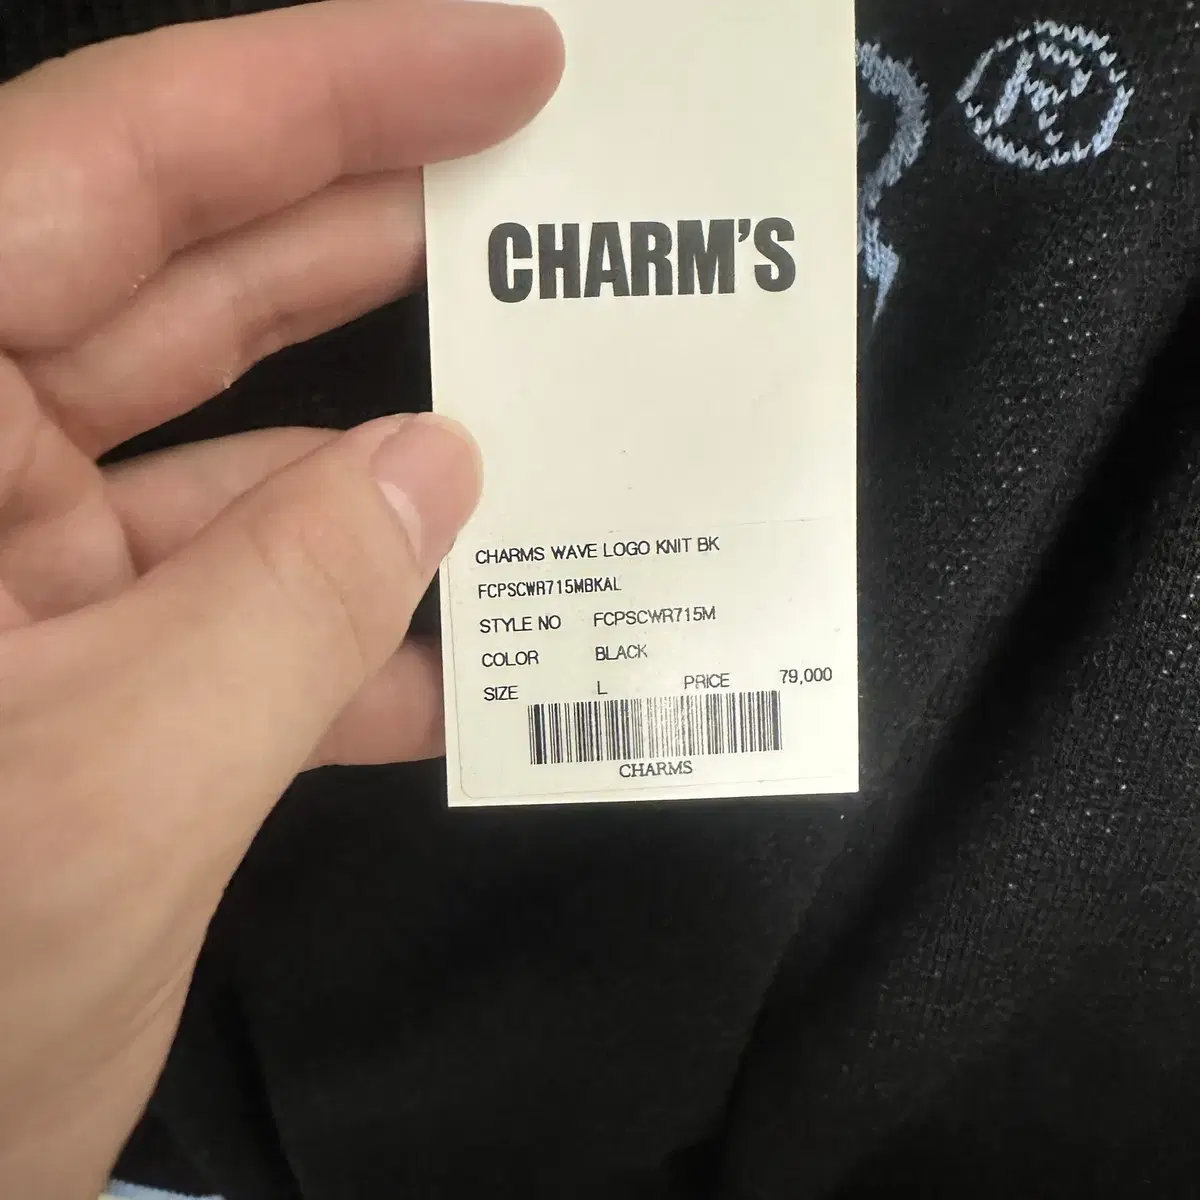 ®
CHARM'S
CHARMS WAVE LOGO KNIT BK
FCPSCWR715MBKAL
STYLE NO FCPSCWR715M
COLOR BLACK
SIZE L PRICE 79,000
CHARMS